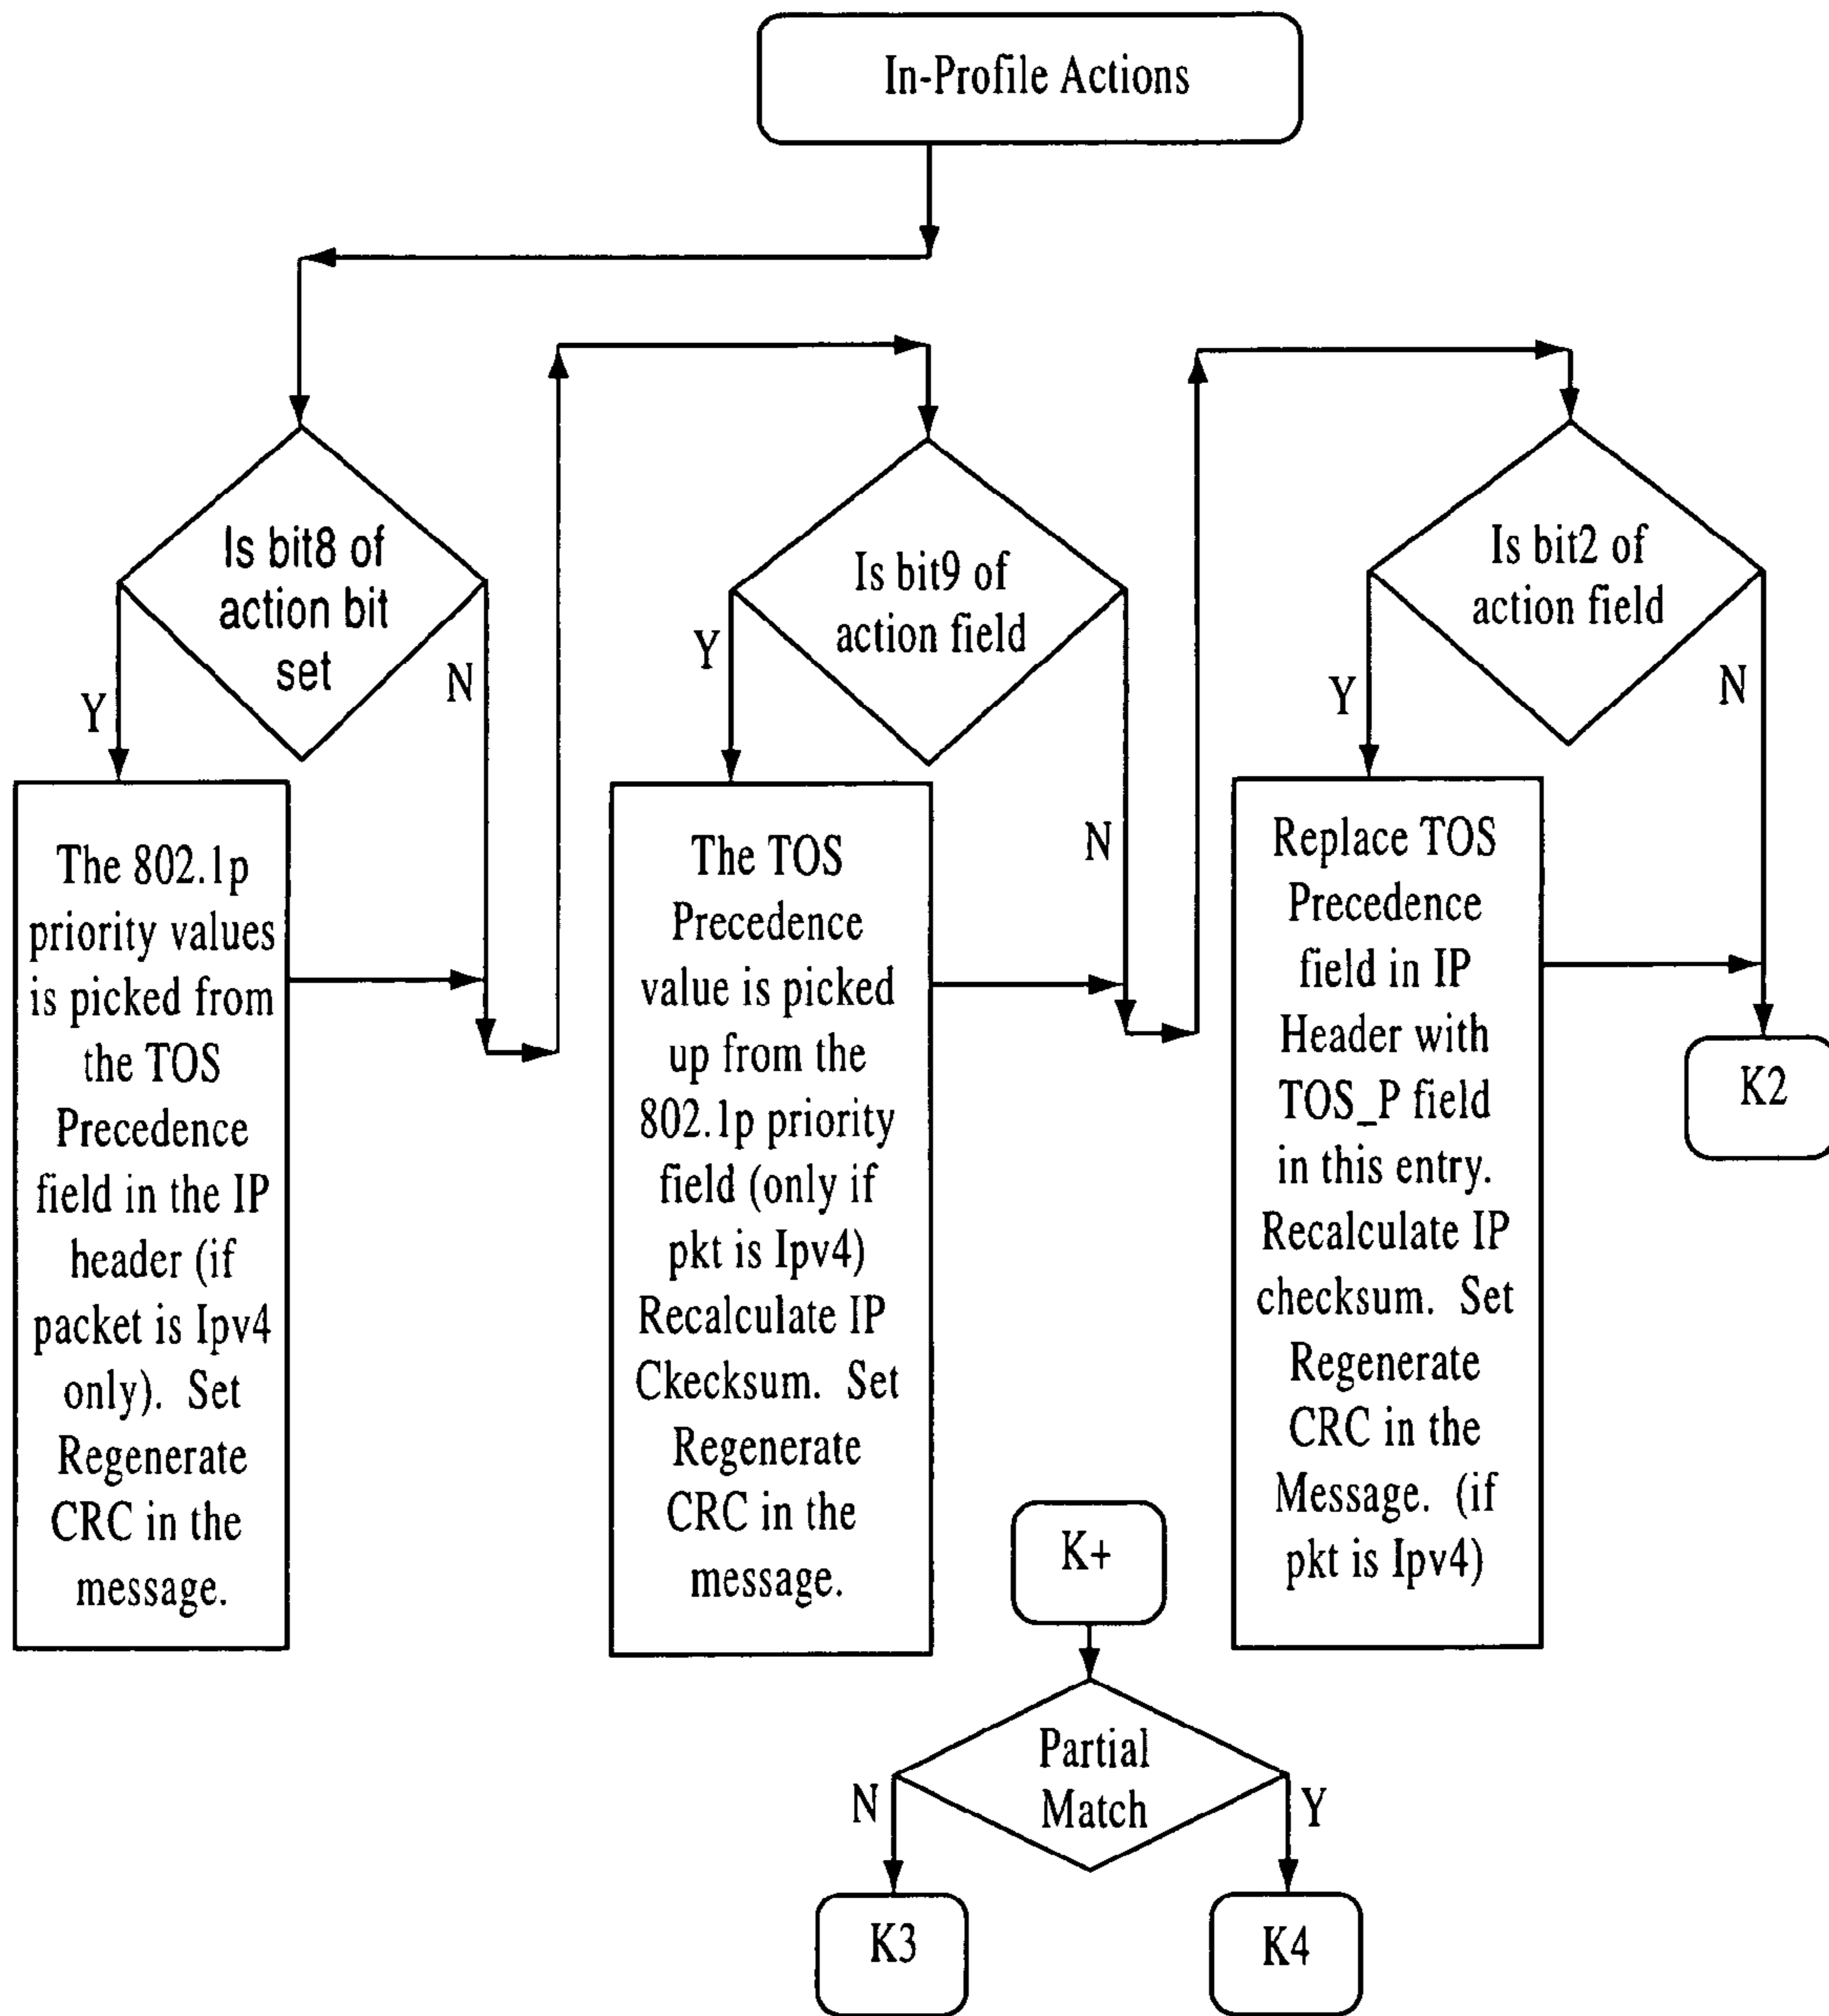 In-Profile Actions
Is bit8 of
action bit
set
Y
N
The 802.1p
priority values
is picked from
the TOS
Precedence
field in the IP
header (if
packet is Ipv4
only). Set
Regenerate
CRC in the
message.
Is bit9 of
action field
Y
N
The TOS
Precedence
value is picked
up from the
802.1p priority
field (only if
pkt is Ipv4)
Recalculate IP
Ckecksum. Set
Regenerate
CRC in the
message.
Is bit2 of
action field
Y
N
Replace TOS
Precedence
field in IP
Header with
TOS_P field
in this entry.
Recalculate IP
checksum. Set
Regenerate
CRC in the
Message. (if
pkt is Ipv4)
K2
K+
Partial
Match
N
Y
K3
K4